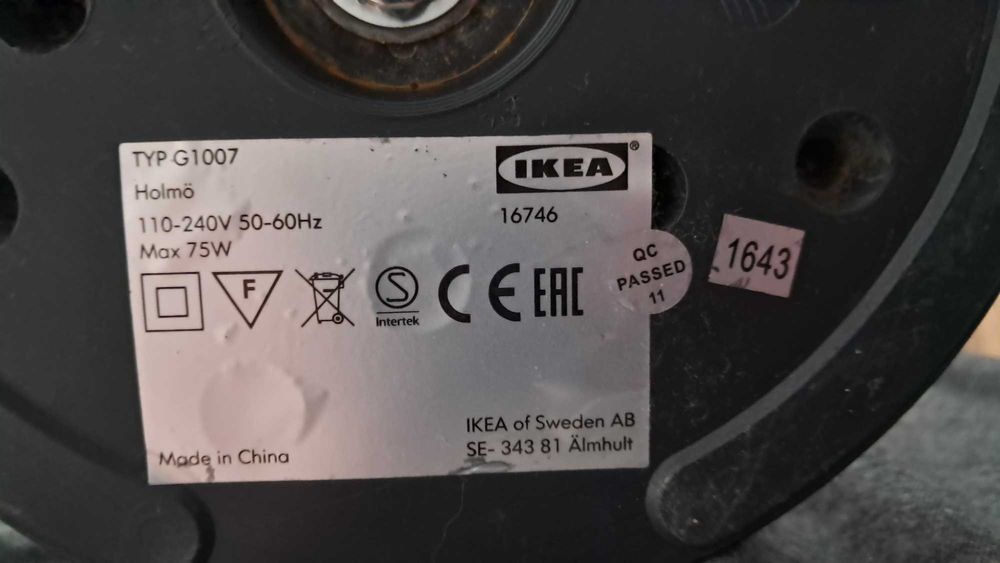 TYP G1007
Holmö
110-240V 50-60Hz
Max 75W
IKEA®
16746
F
S
Intertek
CE
EAC
QC
PASSED
11
1643
Made in China
IKEA of Sweden AB
SE- 343 81 Älmhult